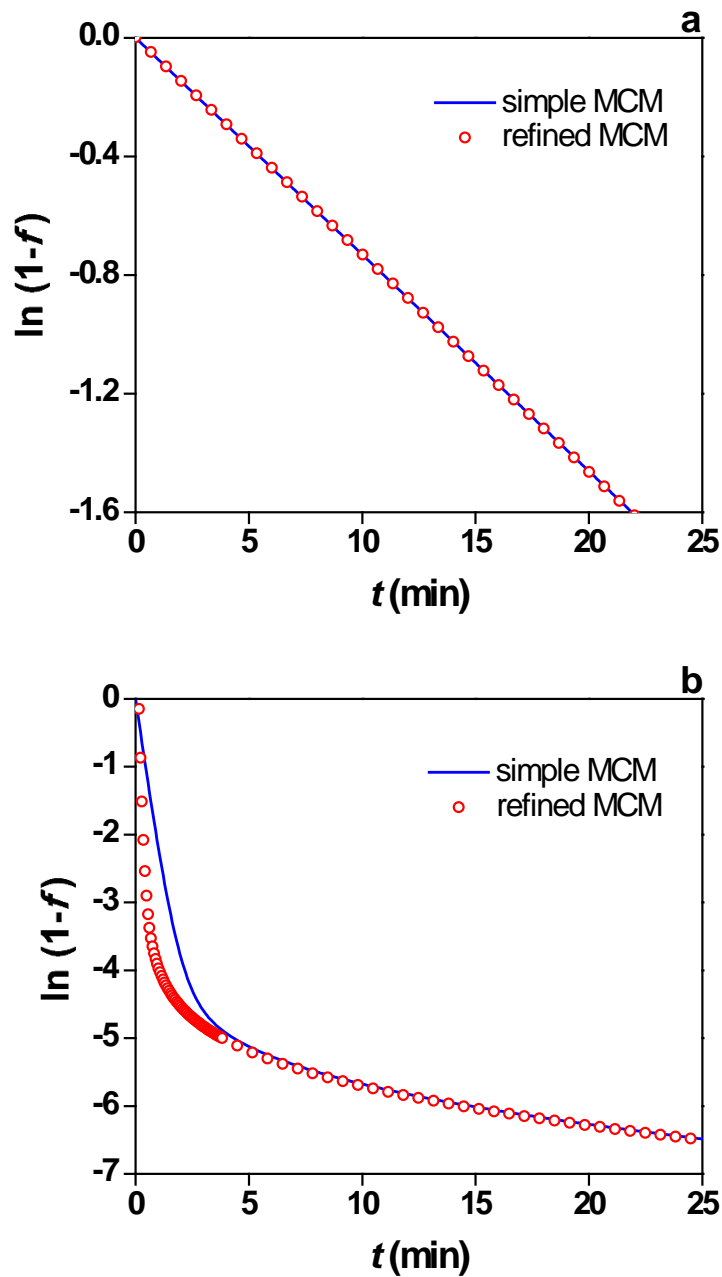 a
0.0
-0.4
-0.8
-1.2
-1.6
ln (1-f)
simple MCM
refined MCM
0 5 10 15 20 25
t (min)
b
0
-1
-2
-3
-4
-5
-6
-7
ln (1-f)
simple MCM
refined MCM
0 5 10 15 20 25
t (min)